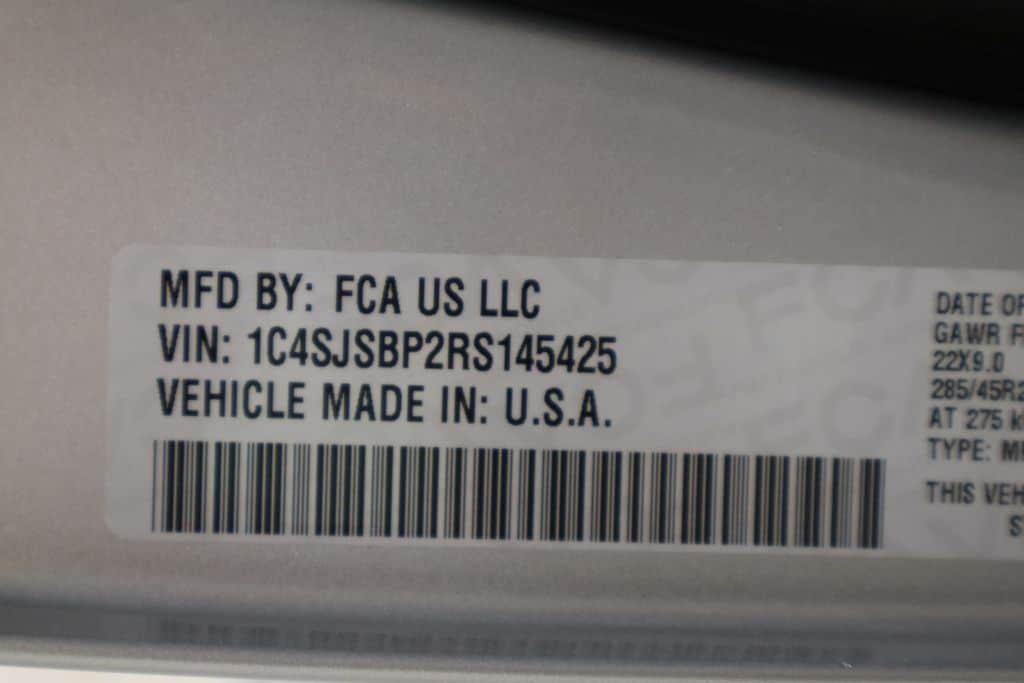 MFD BY: FCA US LLC
VIN: 1C4SJSBP2RS145425
VEHICLE MADE IN: U.S.A.
DATE OF
GAWR F
22X9.0
285/45R2
AT 275 k
TYPE: M
THIS VEH
S